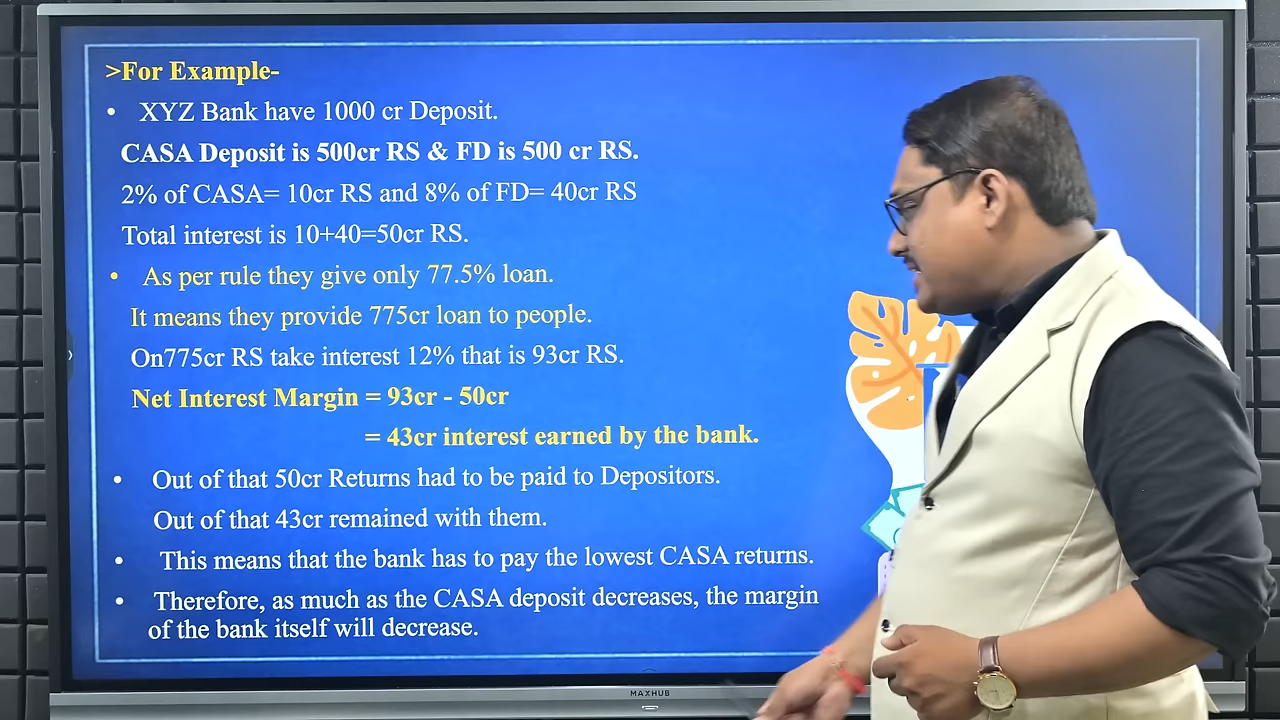 >For Example-
• XYZ Bank have 1000 cr Deposit.
CASA Deposit is 500cr RS & FD is 500 cr RS.
2% of CASA= 10cr RS and 8% of FD= 40cr RS
Total interest is 10+40=50cr RS.
• As per rule they give only 77.5% loan.
It means they provide 775cr loan to people.
On775cr RS take interest 12% that is 93cr RS.
Net Interest Margin = 93cr - 50cr
= 43cr interest earned by the bank.
• Out of that 50cr Returns had to be paid to Depositors.
Out of that 43cr remained with them.
• This means that the bank has to pay the lowest CASA returns.
• Therefore, as much as the CASA deposit decreases, the margin
of the bank itself will decrease.
MAXHUB